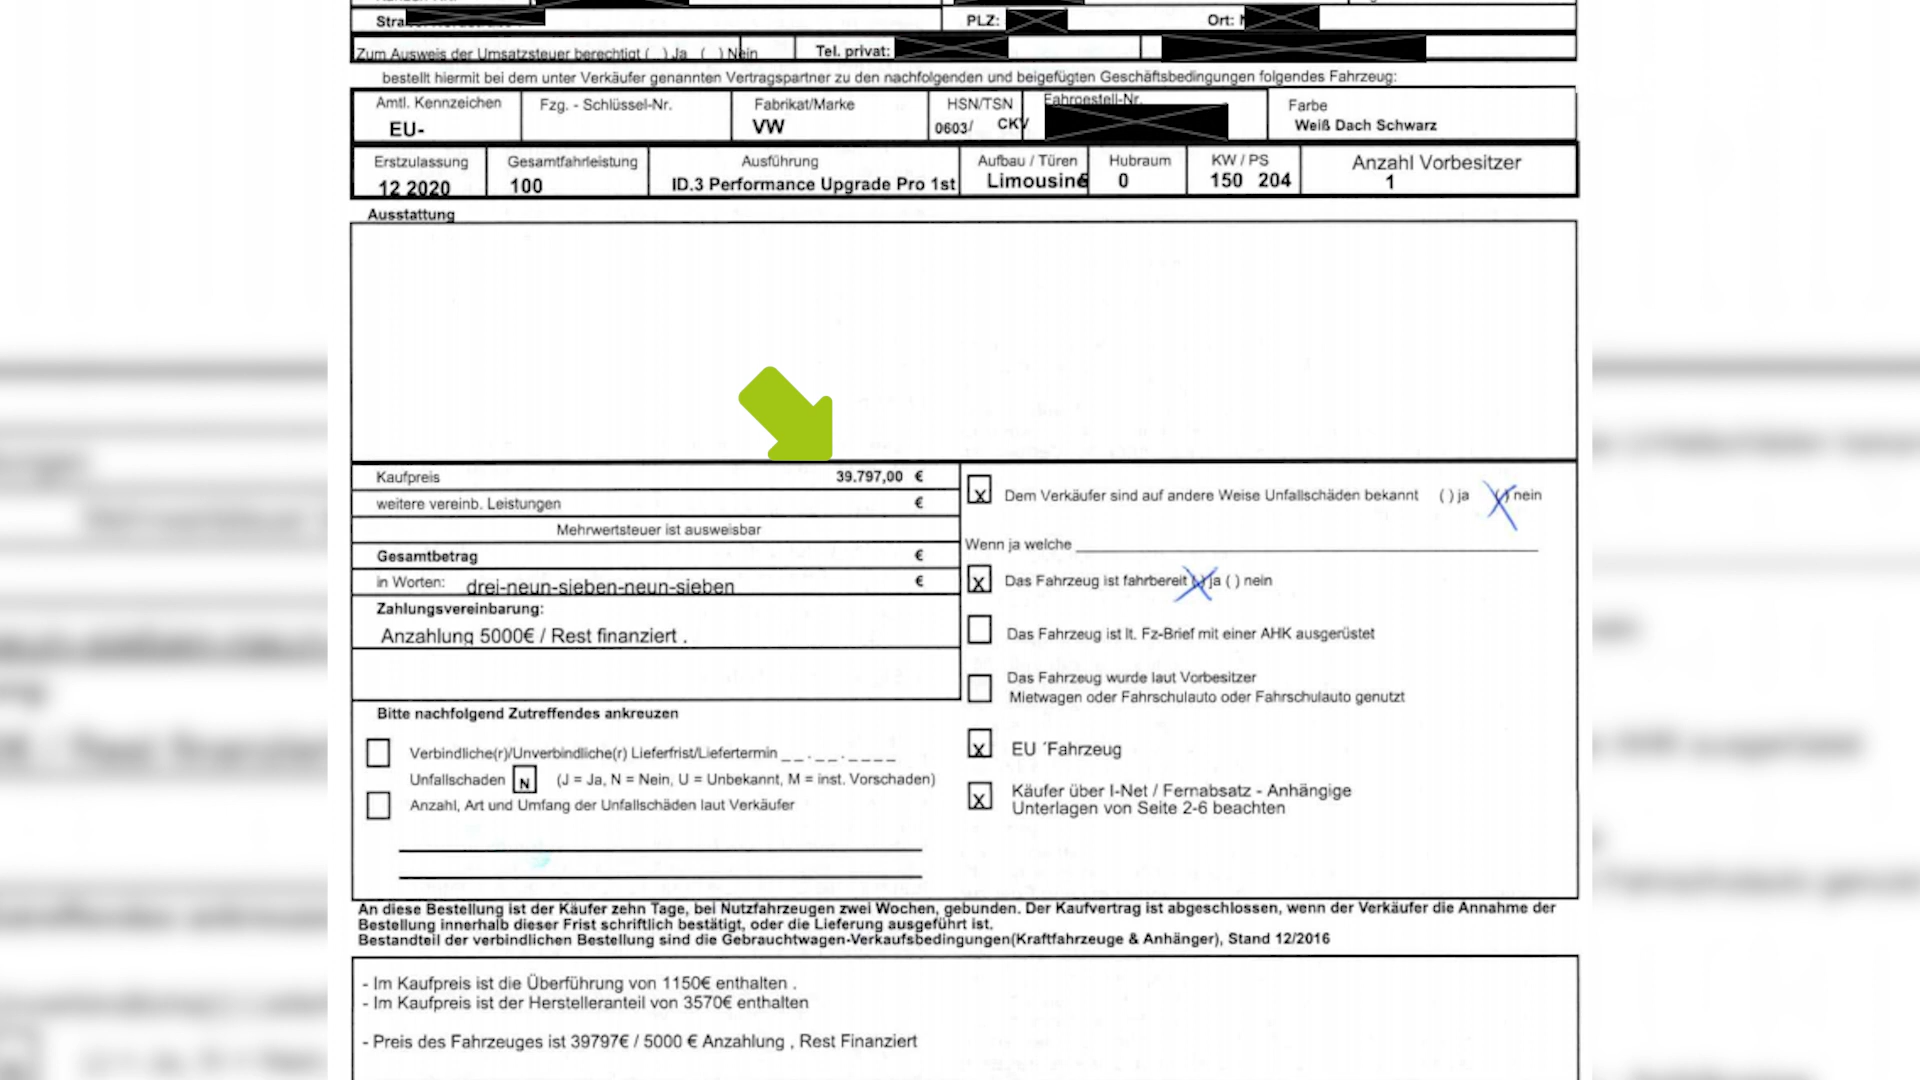 PLZ:
Ort:
Zum Ausweis der Umsatzsteuer berechtigt ( ) Ja ( ) Nein
Tel. privat:
bestellt hiermit bei dem unter Verkäufer genannten Vertragspartner zu den nachfolgenden und beigefügten Geschäftsbedingungen folgendes Fahrzeug:
Amtl. Kennzeichen
EU-
Fzg. - Schlüssel-Nr.
Fabrikat/Marke
VW
HSN/TSN
0603/ CKV
Fahrgestell-Nr.
Farbe
Weiß Dach Schwarz
Erstzulassung
12 2020
Gesamtfahrleistung
100
Ausführung
ID.3 Performance Upgrade Pro 1st
Aufbau / Türen
Limousine
Hubraum
0
KW / PS
150 204
Anzahl Vorbesitzer
1
Ausstattung
Kaufpreis 39.797,00 €
weitere vereinb. Leistungen €
Mehrwertsteuer ist ausweisbar
Gesamtbetrag €
in Worten: drei-neun-sieben-neun-sieben €
Zahlungsvereinbarung:
Anzahlung 5000€ / Rest finanziert .
Bitte nachfolgend Zutreffendes ankreuzen
Verbindliche(r)/Unverbindliche(r) Lieferfrist/Liefertermin _ _ . _ _ . _ _ _ _
Unfallschaden N (J = Ja, N = Nein, U = Unbekannt, M = inst. Vorschaden)
Anzahl, Art und Umfang der Unfallschäden laut Verkäufer
x Dem Verkäufer sind auf andere Weise Unfallschäden bekannt ( ) ja ( ) nein
Wenn ja welche
x Das Fahrzeug ist fahrbereit ( ) ja ( ) nein
Das Fahrzeug ist lt. Fz-Brief mit einer AHK ausgerüstet
Das Fahrzeug wurde laut Vorbesitzer
Mietwagen oder Fahrschulauto oder Fahrschulauto genutzt
x EU ´Fahrzeug
x Käufer über I-Net / Fernabsatz - Anhängige
Unterlagen von Seite 2-6 beachten
An diese Bestellung ist der Käufer zehn Tage, bei Nutzfahrzeugen zwei Wochen, gebunden. Der Kaufvertrag ist abgeschlossen, wenn der Verkäufer die Annahme der
Bestellung innerhalb dieser Frist schriftlich bestätigt, oder die Lieferung ausgeführt ist.
Bestandteil der verbindlichen Bestellung sind die Gebrauchtwagen-Verkaufsbedingungen(Kraftfahrzeuge & Anhänger), Stand 12/2016
- Im Kaufpreis ist die Überführung von 1150€ enthalten .
- Im Kaufpreis ist der Herstelleranteil von 3570€ enthalten
- Preis des Fahrzeuges ist 39797€ / 5000 € Anzahlung , Rest Finanziert